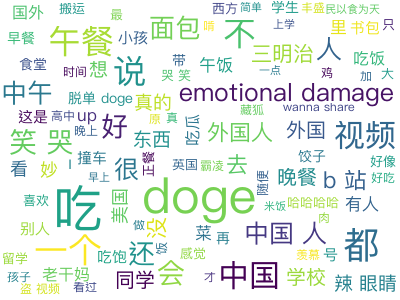 国外 搬运 最 西方 简单 丰盛 民以食为天
早餐 午餐 小孩 面包 不 暗 学生 里 书包 只
食堂 想 带 三明治 人 上学 吃饭 加 大
中午 时间 说 午饭 哭笑 一点 鸡
脱单 doge 真的 emotional damage
这是 高中 up 好 原 真 藏狐 wanna share
笑哭 晚上 东西 吃瓜 外国人 外国 视频
看 妙 一 撞车 很 正餐 英国 霸凌 去 饺子 好像
早上 随便 晚餐 b站 好吃
喜欢 吃 美国 doge 米饭 有人
别人 哈哈哈哈 肉 中国人 都
一个 还 没 做 饭 菜 再
留学 吃饱 会 感觉 羡慕 号
孩子 老干妈 同学 才 中国 学校 辣眼睛
盗 视频 看过